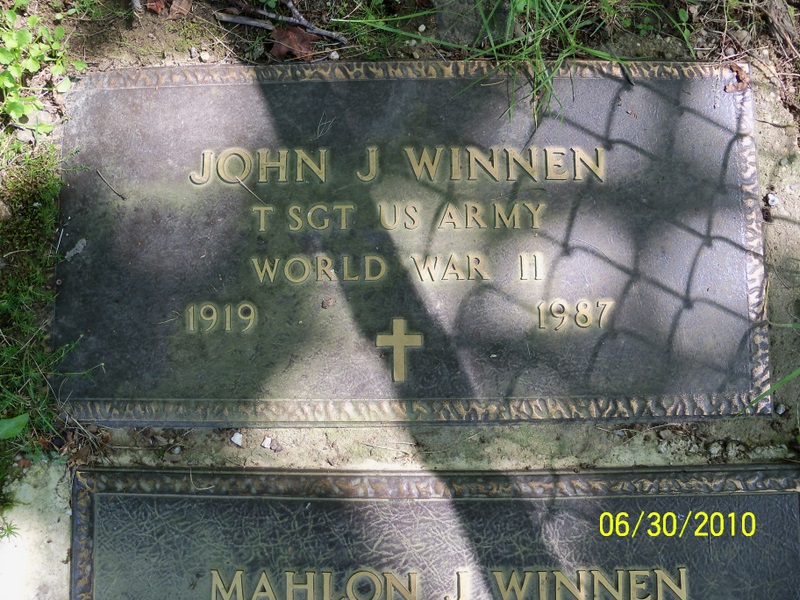 JOHN J WINNEN
T SGT US ARMY
WORLD WAR II
1919 1987
06/30/2010
MAHLON J WINNEN